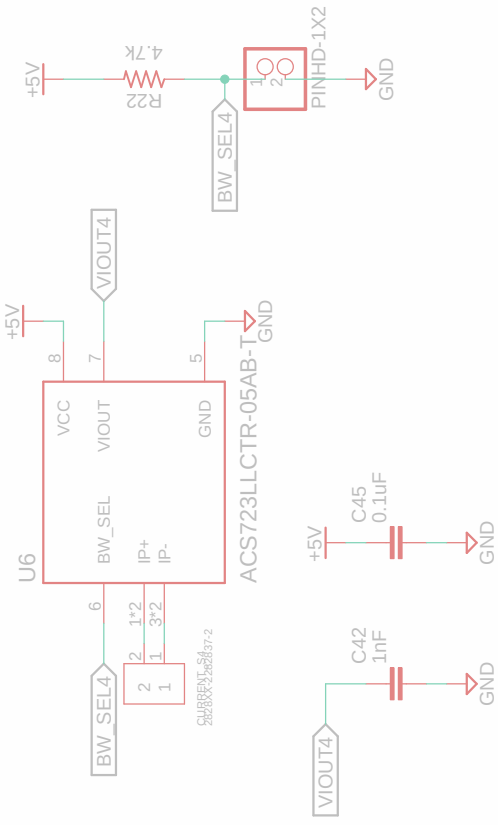 +5V
4.7k
R22
BW_SEL4
1
2
PINHD-1X2
GND
VIOUT4
+5V
8
7
5
GND
VCC
VIOUT
GND
BW_SEL
IP+
IP-
U6
ACS723LLCTR-05AB-T
6
1*2
3*2
2
1
2
1
BW_SEL4
CURRENT_S4
+5V
C45
0.1uF
GND
C42
1nF
GND
VIOUT4